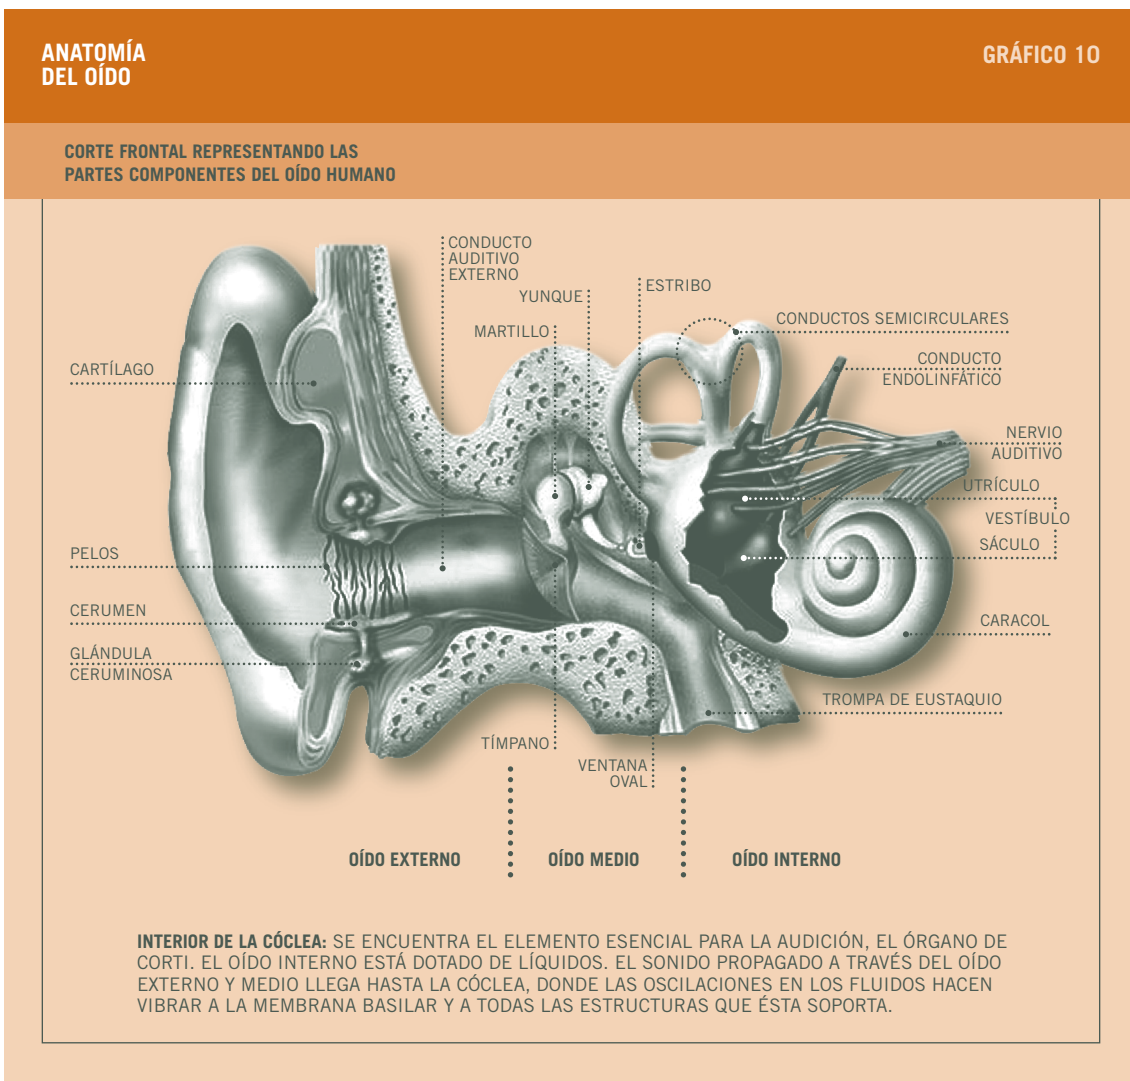 ANATOMÍA
DEL OÍDO
GRÁFICO 10
CORTE FRONTAL REPRESENTANDO LAS
PARTES COMPONENTES DEL OÍDO HUMANO
CONDUCTO
AUDITIVO
EXTERNO
ESTRIBO
YUNQUE
MARTILLO
CONDUCTOS SEMICIRCULARES
CONDUCTO
ENDOLINFÁTICO
CARTÍLAGO
NERVIO
AUDITIVO
UTRÍCULO
VESTÍBULO
SÁCULO
PELOS
CERUMEN
CARACOL
GLÁNDULA
CERUMINOSA
TROMPA DE EUSTAQUIO
TÍMPANO
VENTANA
OVAL
OÍDO EXTERNO
OÍDO MEDIO
OÍDO INTERNO
INTERIOR DE LA CÓCLEA: SE ENCUENTRA EL ELEMENTO ESENCIAL PARA LA AUDICIÓN, EL ÓRGANO DE
CORTI. EL OÍDO INTERNO ESTÁ DOTADO DE LÍQUIDOS. EL SONIDO PROPAGADO A TRAVÉS DEL OÍDO
EXTERNO Y MEDIO LLEGA HASTA LA CÓCLEA, DONDE LAS OSCILACIONES EN LOS FLUIDOS HACEN
VIBRAR A LA MEMBRANA BASILAR Y A TODAS LAS ESTRUCTURAS QUE ÉSTA SOPORTA.